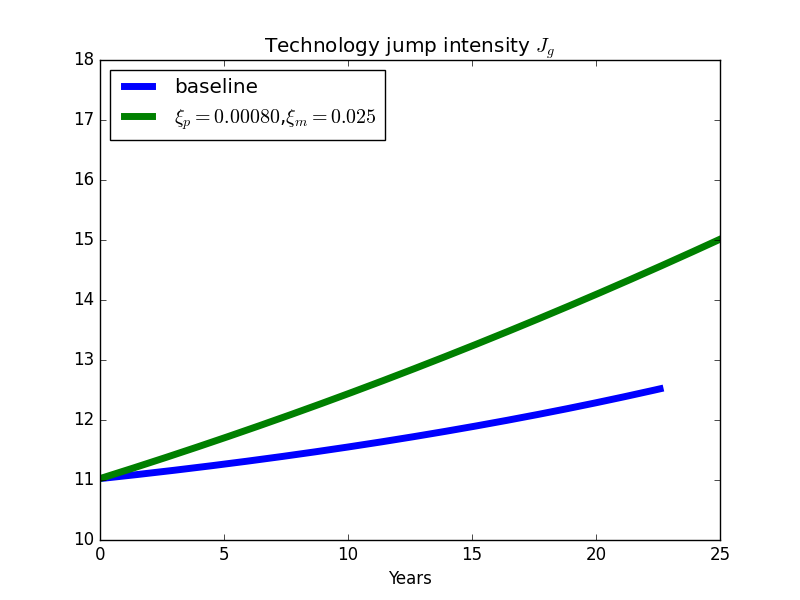 Technology jump intensity J_g
baseline
ξ_p = 0.00080,ξ_m = 0.025
18
17
16
15
14
13
12
11
10
0 5 10 15 20 25
Years